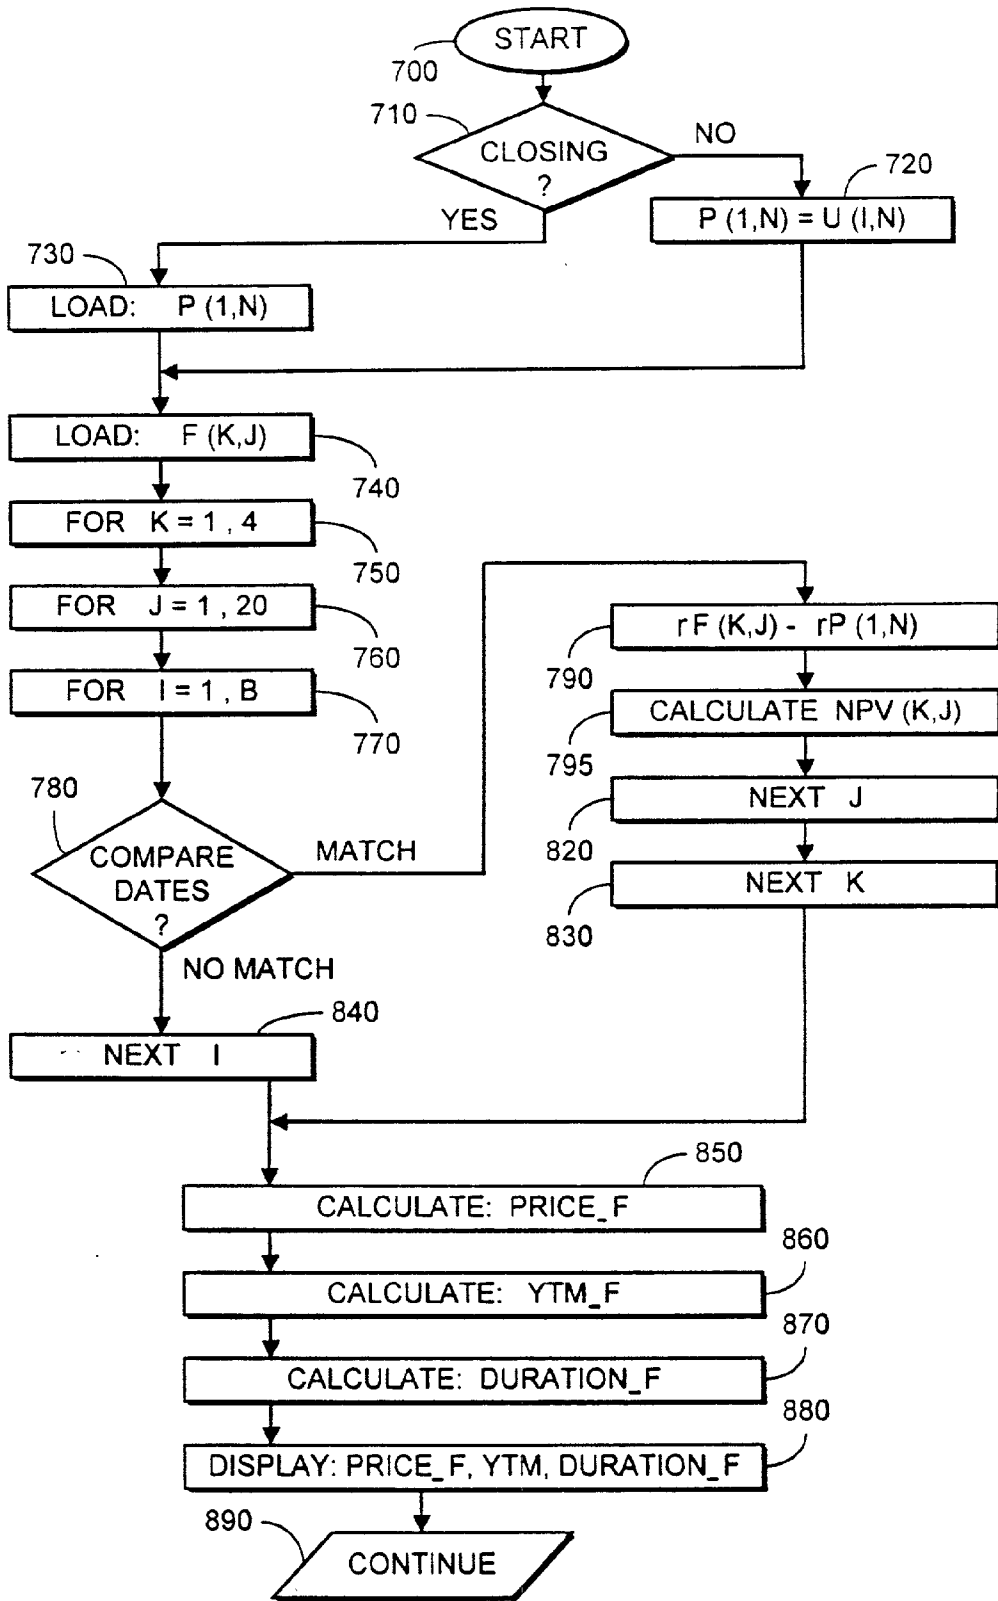 START
700
710
CLOSING
?
NO
720
P (1,N) = U (I,N)
YES
730
LOAD: P (1,N)
LOAD: F (K,J)
740
FOR K = 1 , 4
750
FOR J = 1 , 20
760
FOR I = 1 , B
770
r F (K,J) - rP (1,N)
790
CALCULATE NPV (K,J)
795
NEXT J
820
NEXT K
830
780
COMPARE
DATES
?
MATCH
NO MATCH
840
NEXT I
850
CALCULATE: PRICE_F
860
CALCULATE: YTM_F
870
CALCULATE: DURATION_F
880
DISPLAY: PRICE_F, YTM, DURATION_F
890
CONTINUE